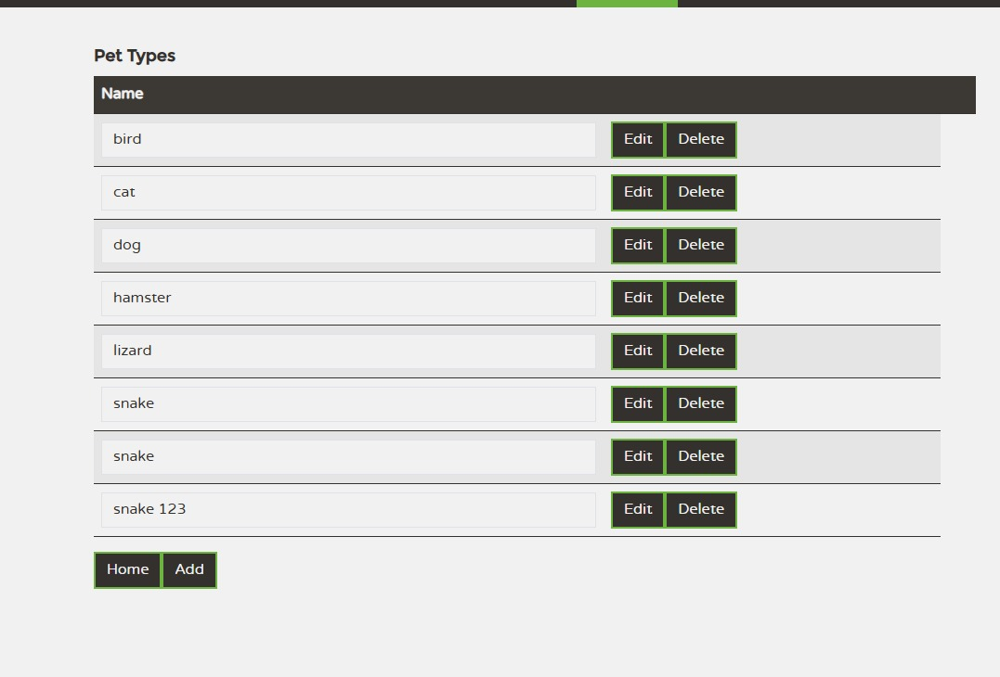 Pet Types
Name
bird Edit Delete
cat Edit Delete
dog Edit Delete
hamster Edit Delete
lizard Edit Delete
snake Edit Delete
snake Edit Delete
snake 123 Edit Delete
Home Add